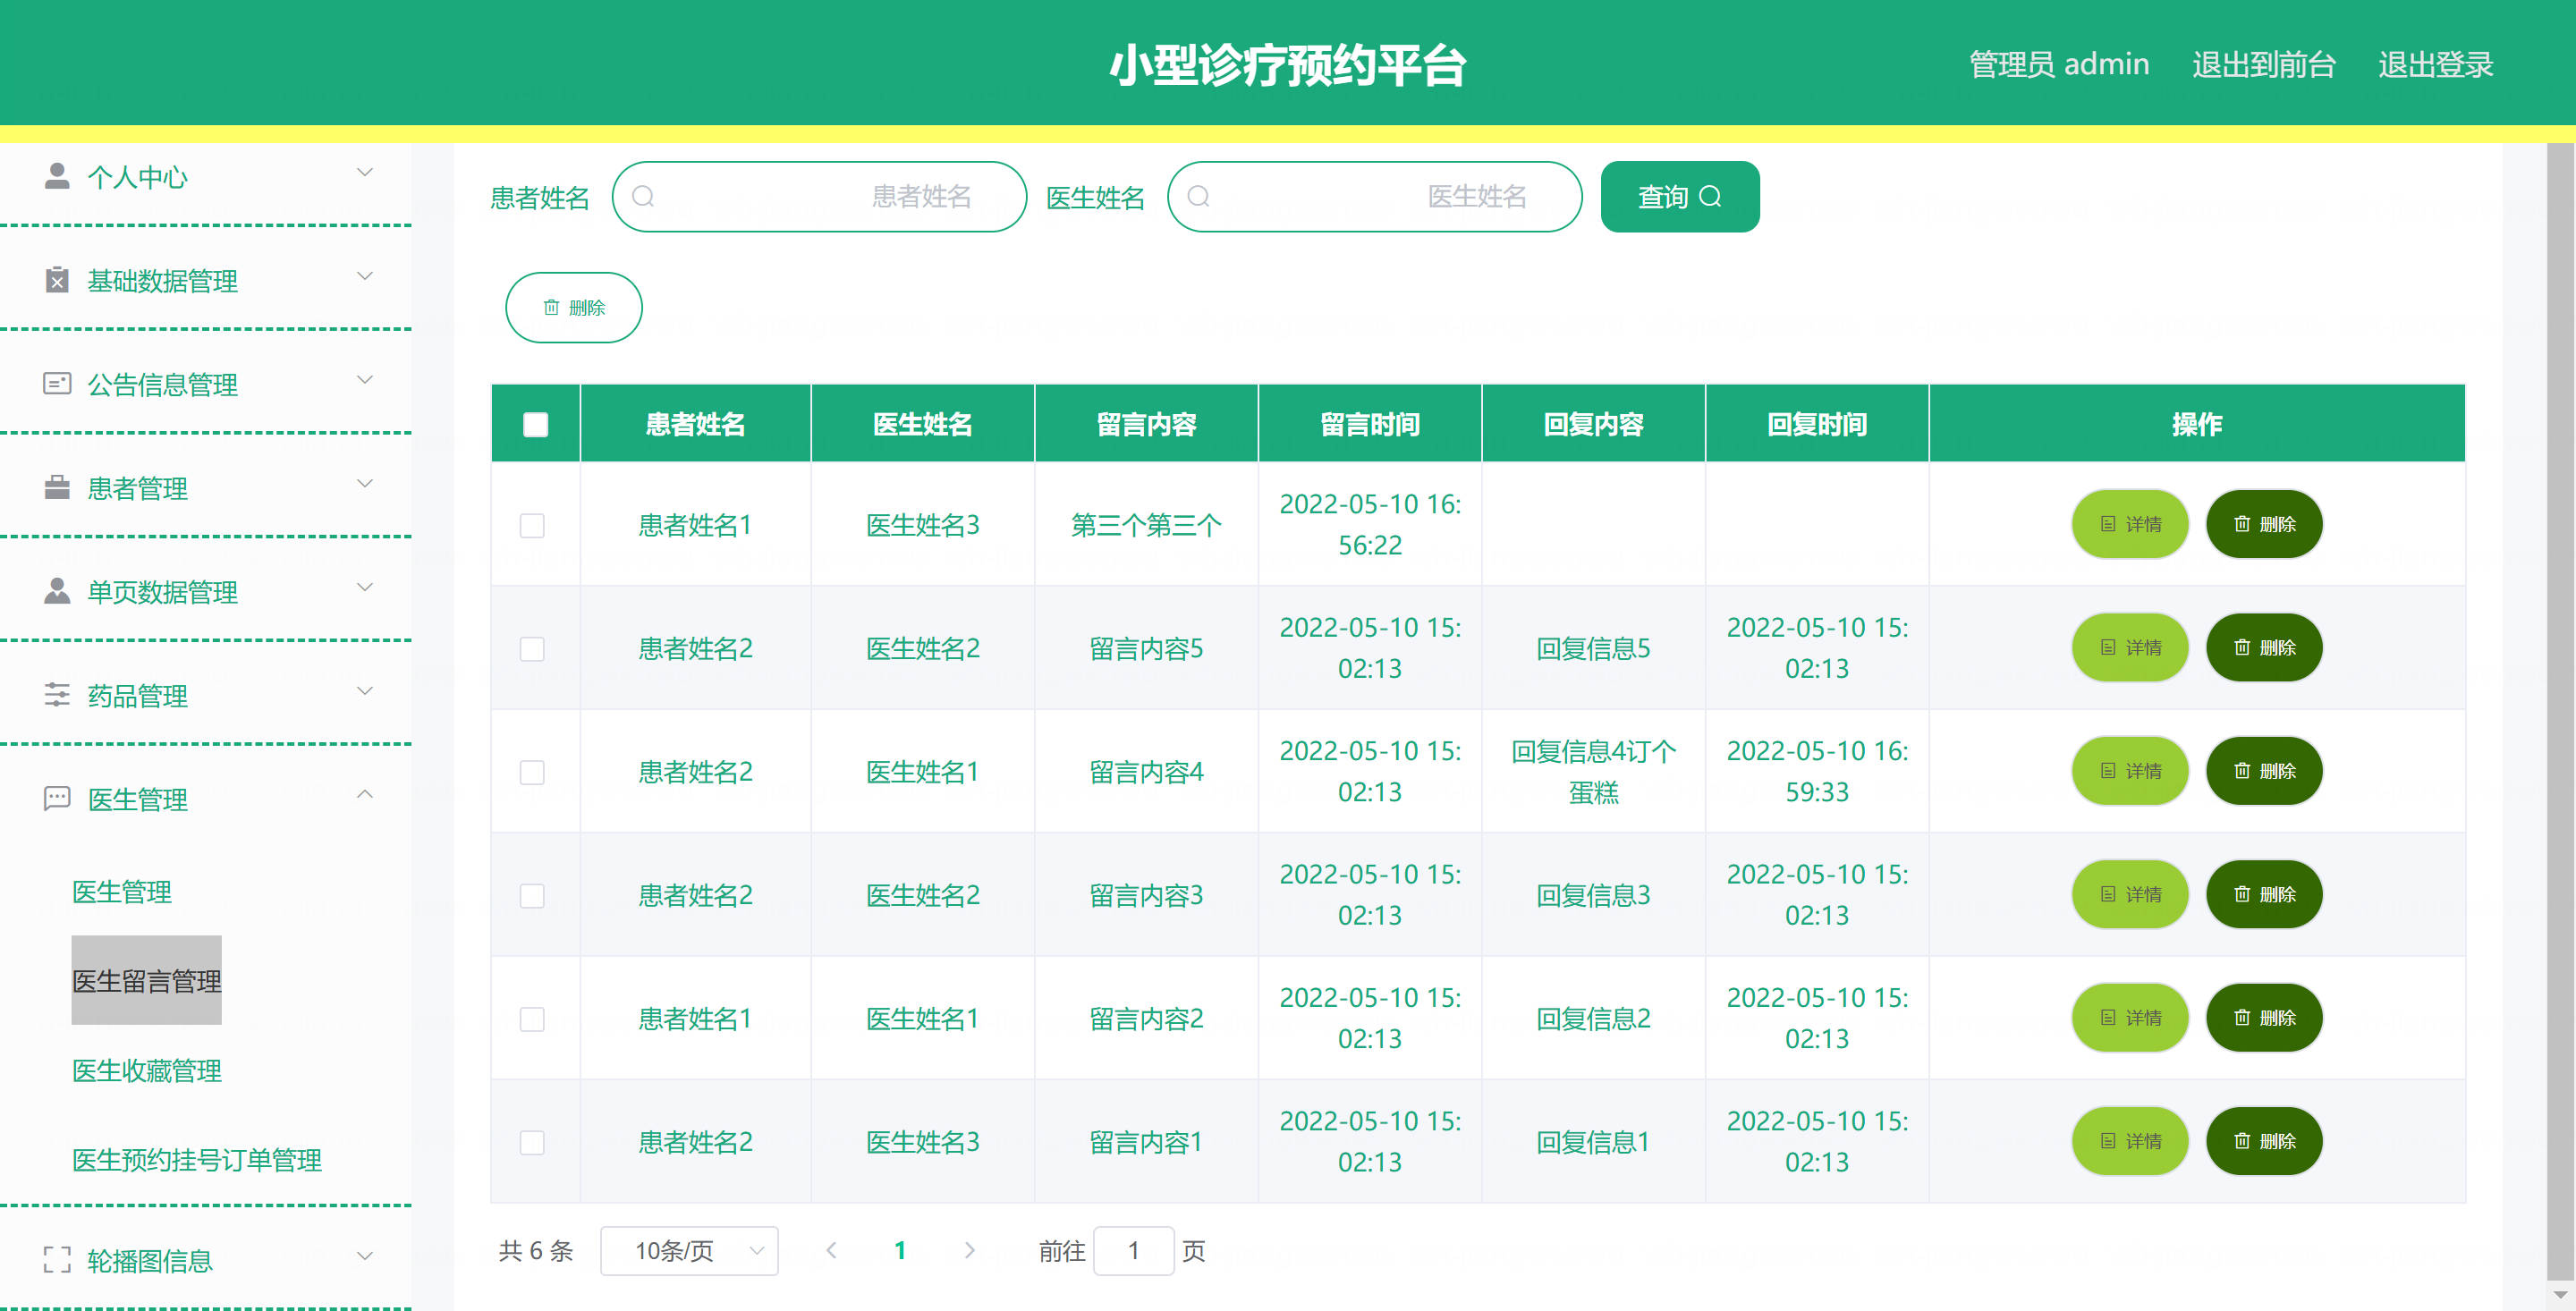 小型诊疗预约平台
管理员 admin 退出到前台 退出登录
个人中心
基础数据管理
公告信息管理
患者管理
单页数据管理
药品管理
医生管理
医生管理
医生留言管理
医生收藏管理
医生预约挂号订单管理
轮播图信息
患者姓名 患者姓名 医生姓名 医生姓名 查询
删除
患者姓名 医生姓名 留言内容 留言时间 回复内容 回复时间 操作
患者姓名1 医生姓名3 第三个第三个 2022-05-10 16:
56:22
详情 删除
患者姓名2 医生姓名2 留言内容5 2022-05-10 15:
02:13
回复信息5 2022-05-10 15:
02:13
详情 删除
患者姓名2 医生姓名1 留言内容4 2022-05-10 15:
02:13
回复信息4订个
蛋糕
2022-05-10 16:
59:33
详情 删除
患者姓名2 医生姓名2 留言内容3 2022-05-10 15:
02:13
回复信息3 2022-05-10 15:
02:13
详情 删除
患者姓名1 医生姓名1 留言内容2 2022-05-10 15:
02:13
回复信息2 2022-05-10 15:
02:13
详情 删除
患者姓名2 医生姓名3 留言内容1 2022-05-10 15:
02:13
回复信息1 2022-05-10 15:
02:13
详情 删除
共 6 条 10条/页 1 前往 1 页